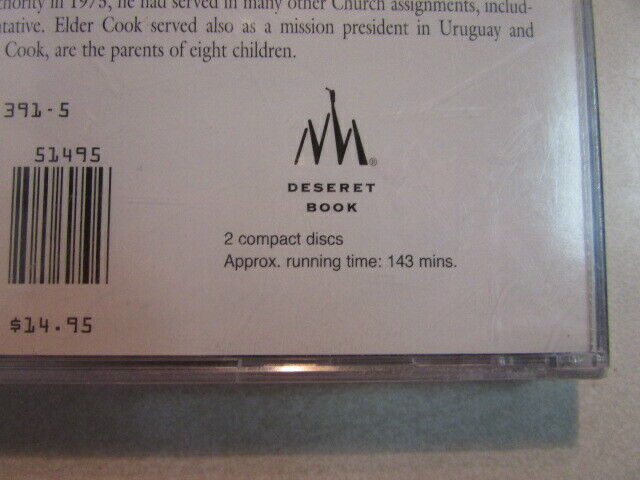 in 1975, he had served in many other Church assignments, includ-
Elder Cook served also as a mission president in Uruguay and
Cook, are the parents of eight children.
391-5
51495
$14.95
®
DESERET
BOOK
2 compact discs
Approx. running time: 143 mins.